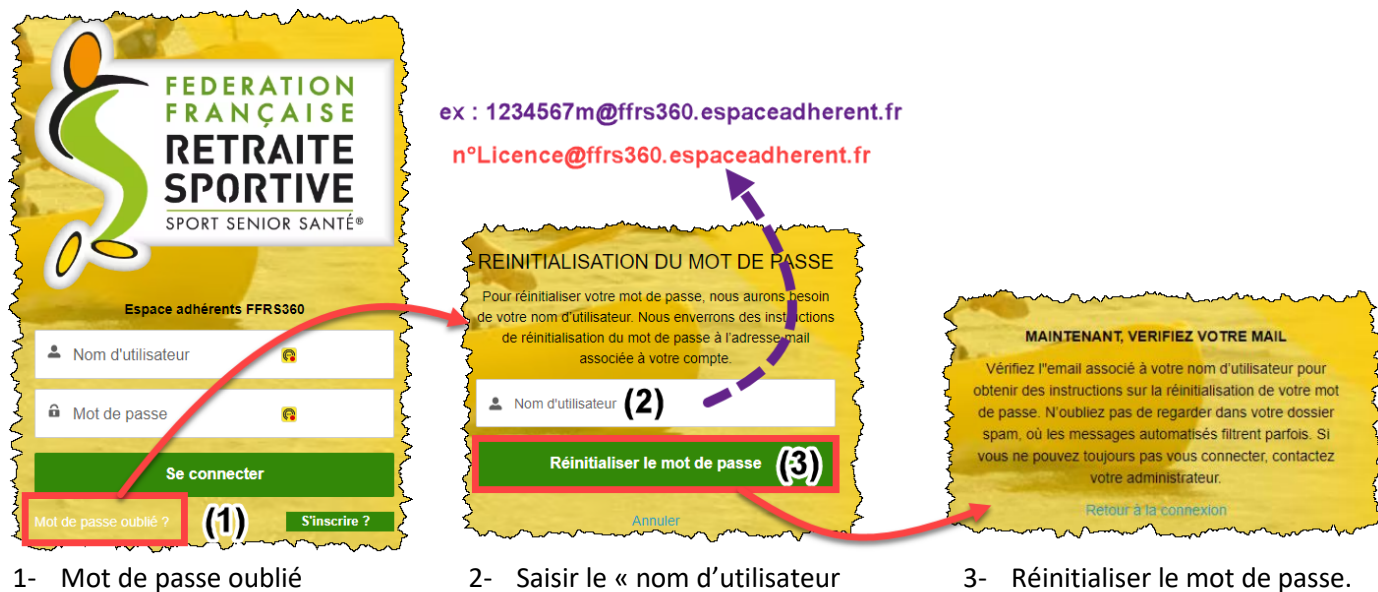 FEDERATION
FRANÇAISE
RETRAITE
SPORTIVE
SPORT SENIOR SANTÉ®
Espace adhérents FFRS360
Nom d'utilisateur
Mot de passe
Se connecter
Mot de passe oublié ?
(1)
S'inscrire ?
1- Mot de passe oublié
ex : 1234567m@ffrs360.espaceadherent.fr
n°Licence@ffrs360.espaceadherent.fr
REINITIALISATION DU MOT DE PASSE
Pour réinitialiser votre mot de passe, nous aurons besoin
de votre nom d'utilisateur. Nous enverrons des instructions
de réinitialisation du mot de passe à l'adresse mail
associée à votre compte.
Nom d'utilisateur (2)
Réinitialiser le mot de passe (3)
Annuler
2- Saisir le « nom d'utilisateur
MAINTENANT, VERIFIEZ VOTRE MAIL
Vérifiez l''email associé à votre nom d'utilisateur pour
obtenir des instructions sur la réinitialisation de votre mot
de passe. N'oubliez pas de regarder dans votre dossier
spam, où les messages automatisés filtrent parfois. Si
vous ne pouvez toujours pas vous connecter, contactez
votre administrateur.
Retour à la connexion
3- Réinitialiser le mot de passe.